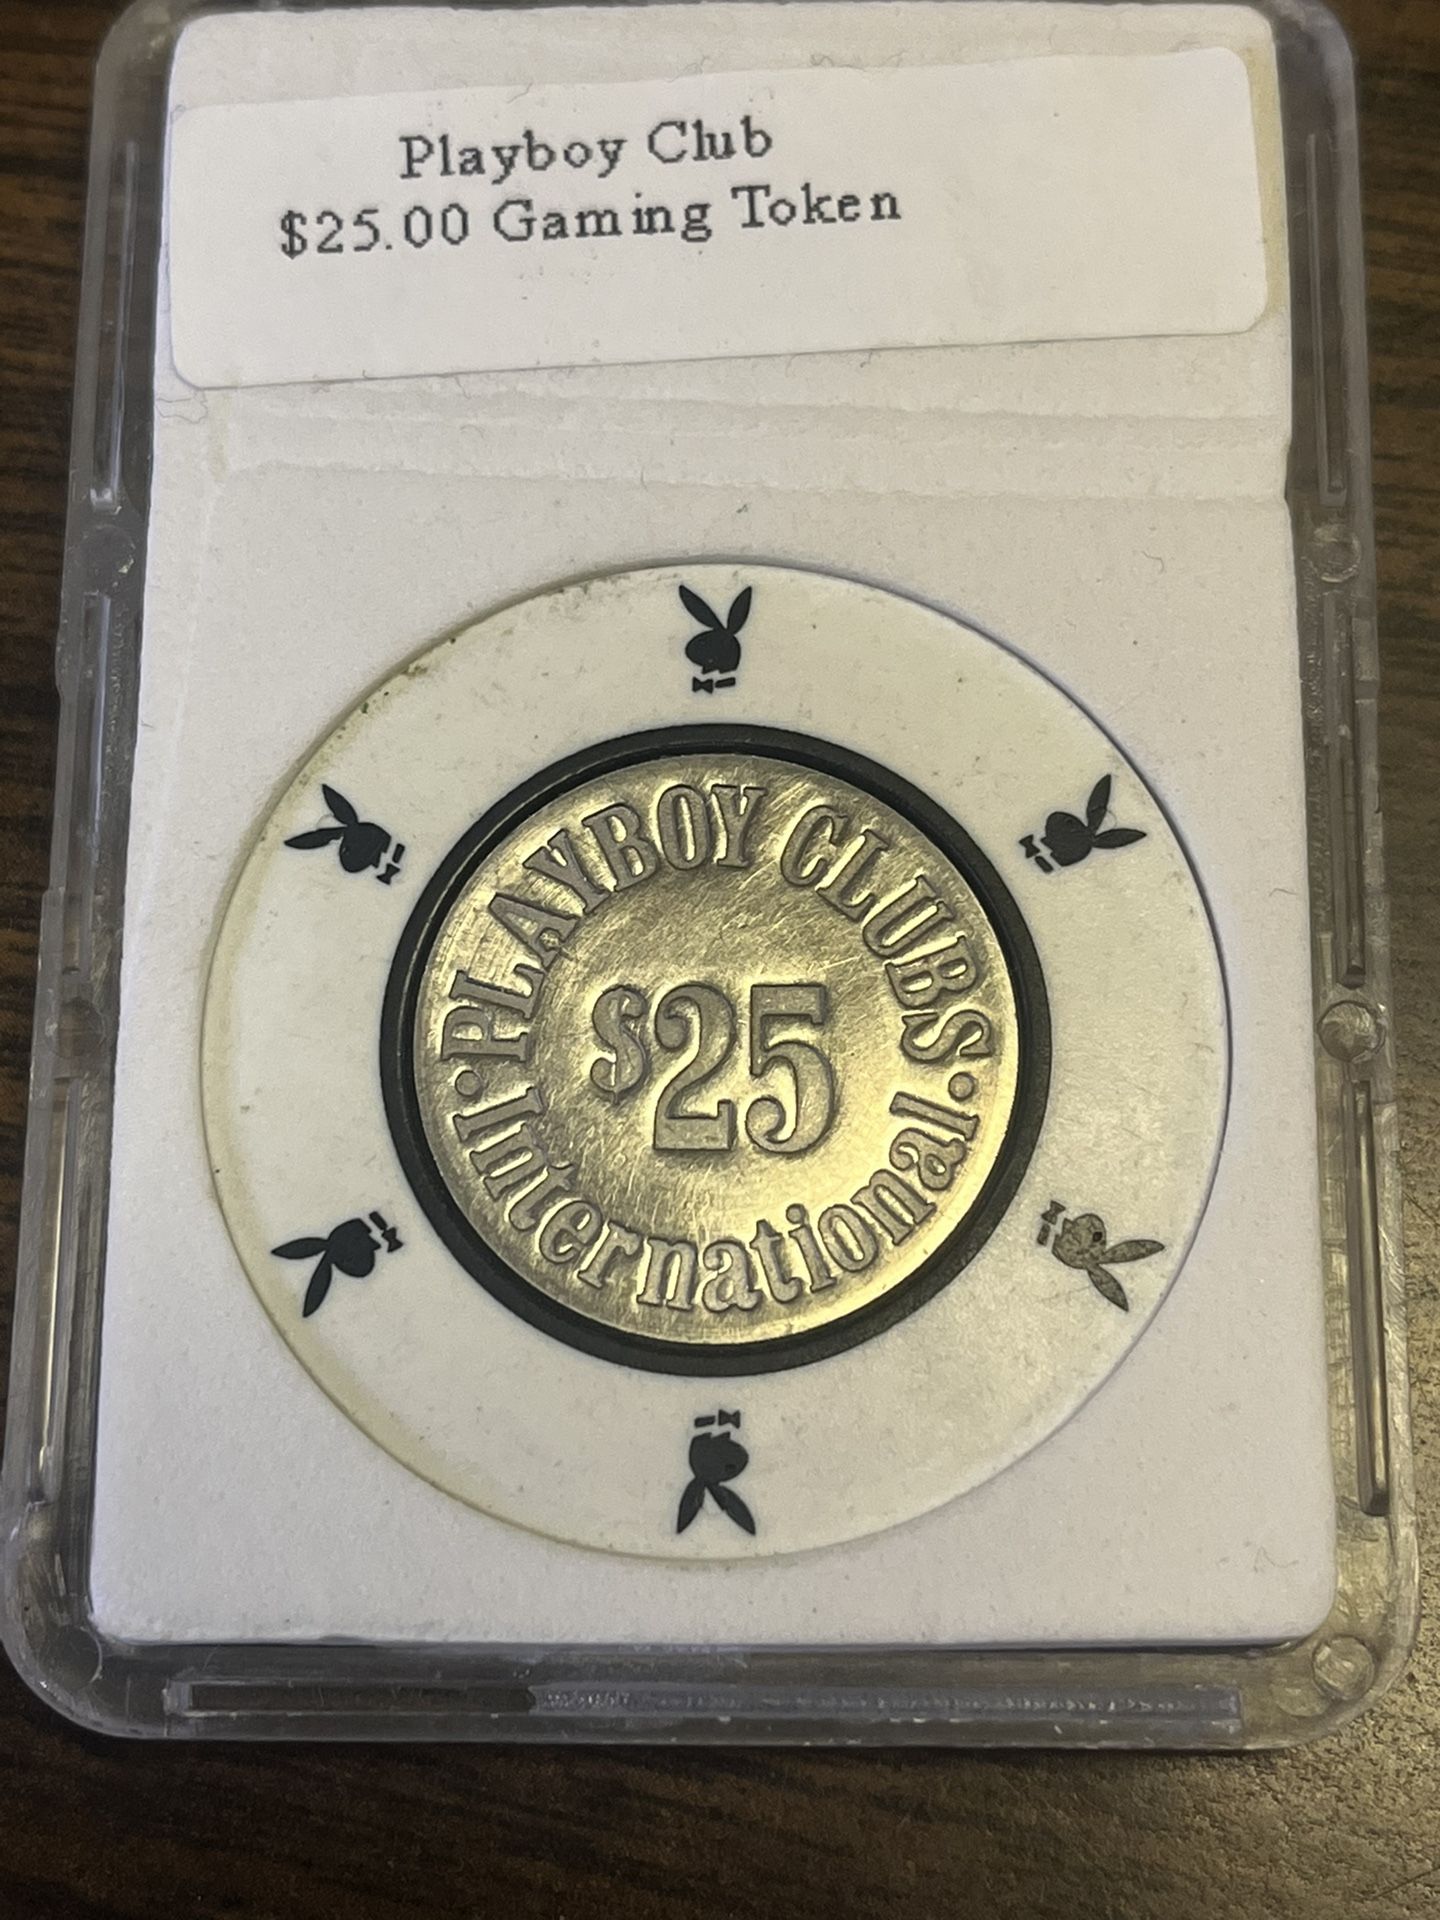 Playboy Club
$25.00 Gaming Token
PLAYBOY CLUBS
$25
International